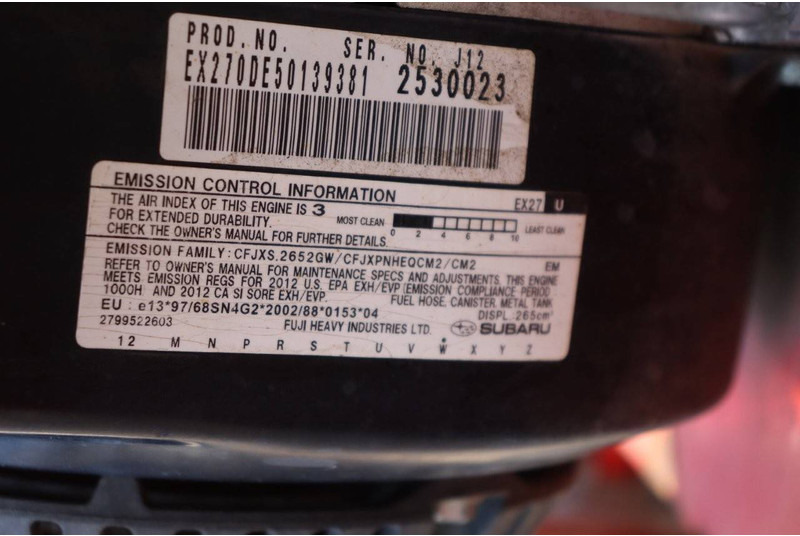 PROD. NO. SER. NO. J12
EX270DE50139381 2530023
EMISSION CONTROL INFORMATION EX27 U
THE AIR INDEX OF THIS ENGINE IS 3
FOR EXTENDED DURABILITY. MOST CLEAN LEAST CLEAN
0 2 4 6 8 10
CHECK THE OWNER'S MANUAL FOR FURTHER DETAILS.
EMISSION FAMILY: CFJXS.2652GW/CFJXPNHEQCM2/CM2 EM
REFER TO OWNER'S MANUAL FOR MAINTENANCE SPECS AND ADJUSTMENTS. THIS ENGINE
MEETS EMISSION REGS FOR 2012 U.S. EPA EXH/EVP (EMISSION COMPLIANCE PERIOD
1000H AND 2012 CA SI SORE EXH/EVP. FUEL HOSE, CANISTER, METAL TANK
DISPL.:265cm³
EU : e13*97/68SN4G2*2002/88*0153*04
2799522603 FUJI HEAVY INDUSTRIES LTD. SUBARU
12 M N P R S T U V W X Y Z